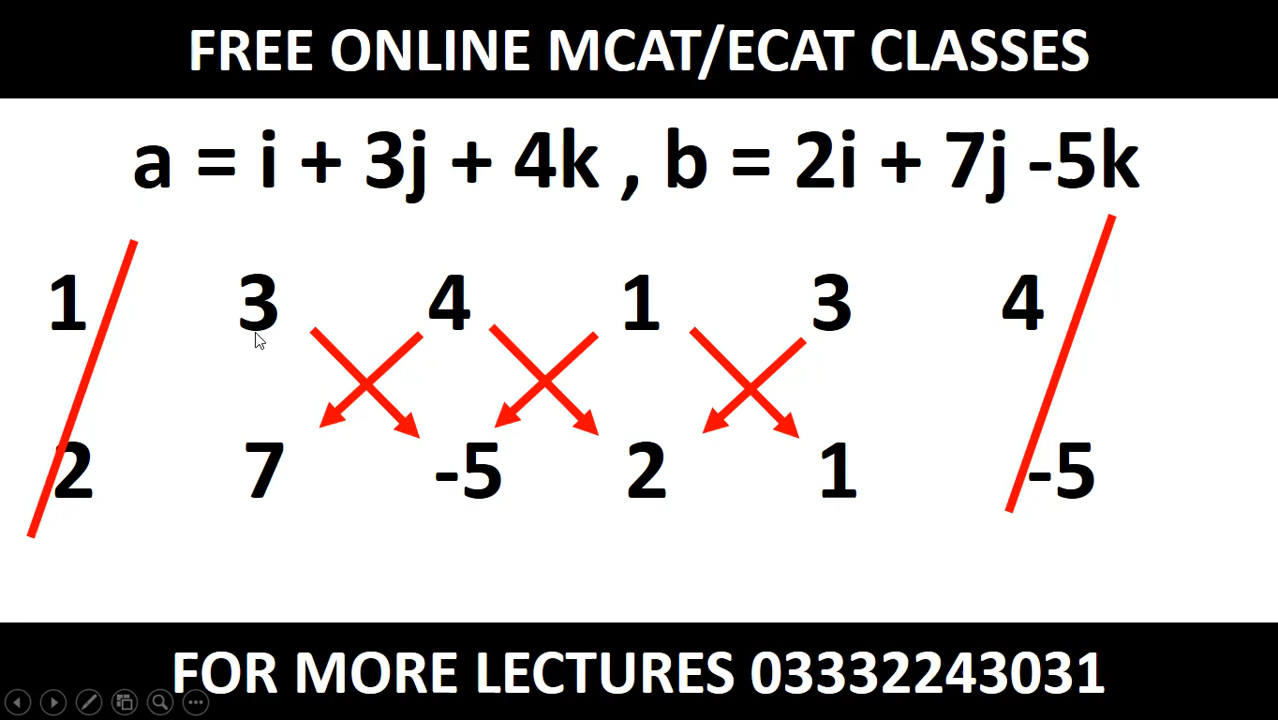 FREE ONLINE MCAT/ECAT CLASSES
a = i + 3j + 4k , b = 2i + 7j -5k
1 3 4 1 3 4
2 7 -5 2 1 -5
FOR MORE LECTURES 03332243031